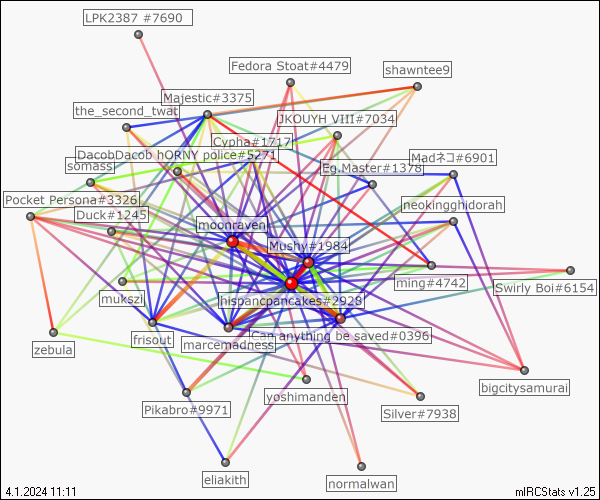 LPK2387 #7690
Fedora Stoat#4479
shawntee9
Majestic#3375
the_second_twat
JKOUYH VIII#7034
Cypha#1717
DacobDacob hORNY police#5271
Madネコ#6901
somass
Eg.Master#1378
Pocket Persona#3326
neokingghidorah
Duck#1245
moonraven
Mushy#1984
ming#4742
Swirly Boi#6154
mukszi
hispancpancakes#2928
Can anything be saved#0396
frisout
marcemadness
zebula
bigcitysamurai
yoshimanden
Pikabro#9971
Silver#7938
eliakith
normalwan
4.1.2024 11:11
mIRCStats v1.25